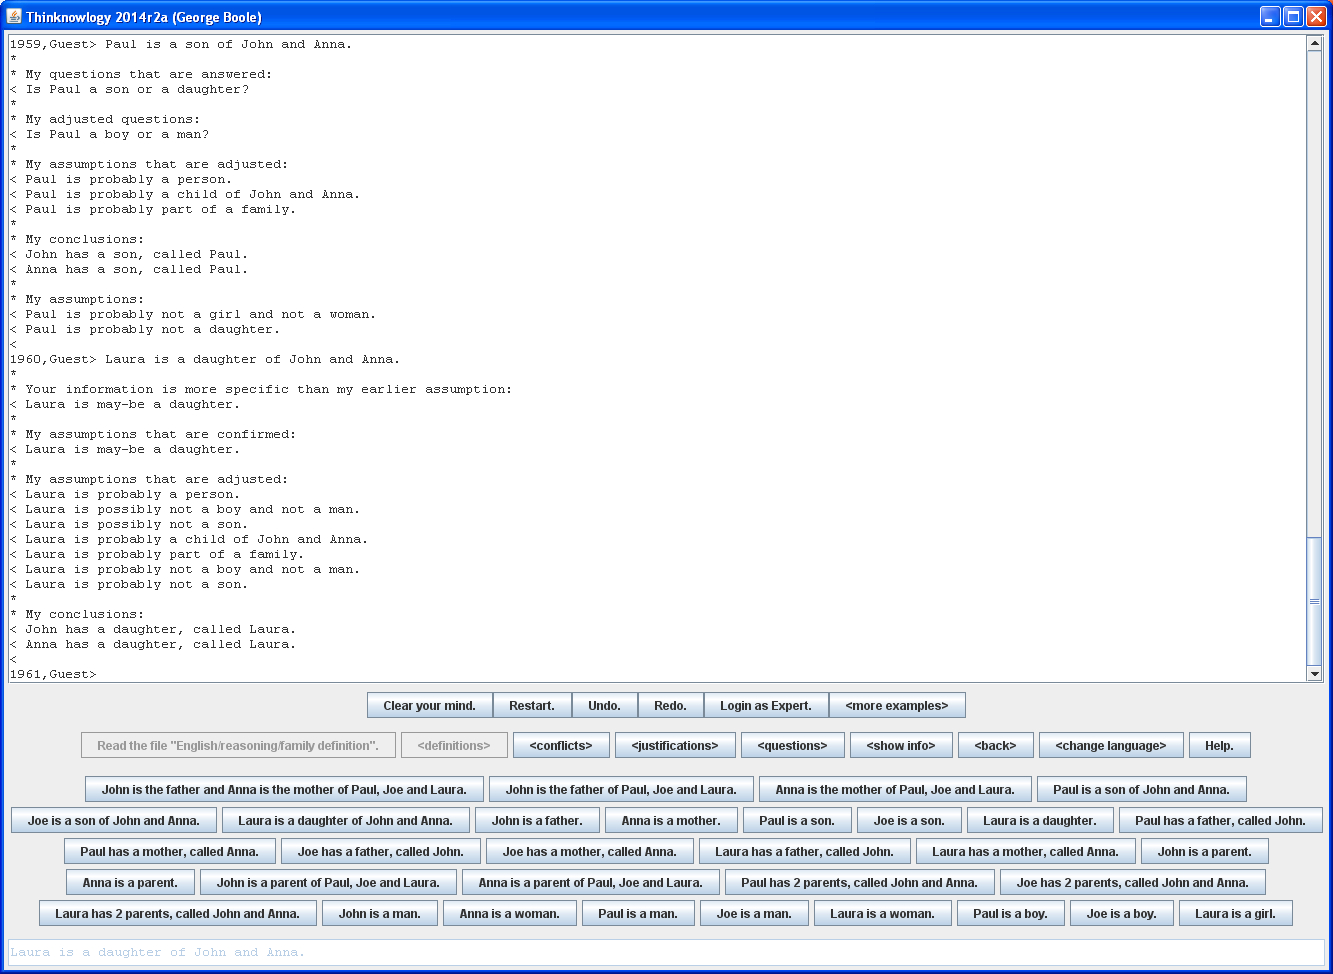 Thinknowlogy 2014r2a (George Boole)
1959,Guest> Paul is a son of John and Anna.
*
* My questions that are answered:
< Is Paul a son or a daughter?
*
* My adjusted questions:
< Is Paul a boy or a man?
*
* My assumptions that are adjusted:
< Paul is probably a person.
< Paul is probably a child of John and Anna.
< Paul is probably part of a family.
*
* My conclusions:
< John has a son, called Paul.
< Anna has a son, called Paul.
*
* My assumptions:
< Paul is probably not a girl and not a woman.
< Paul is probably not a daughter.
<
1960,Guest> Laura is a daughter of John and Anna.
*
* Your information is more specific than my earlier assumption:
< Laura is may-be a daughter.
*
* My assumptions that are confirmed:
< Laura is may-be a daughter.
*
* My assumptions that are adjusted:
< Laura is probably a person.
< Laura is possibly not a boy and not a man.
< Laura is possibly not a son.
< Laura is probably a child of John and Anna.
< Laura is probably part of a family.
< Laura is probably not a boy and not a man.
< Laura is probably not a son.
*
* My conclusions:
< John has a daughter, called Laura.
< Anna has a daughter, called Laura.
<
1961,Guest>
Clear your mind. Restart. Undo. Redo. Login as Expert. <more examples>
Read the file "English/reasoning/family definition". <definitions> <conflicts> <justifications> <questions> <show info> <back> <change language> Help.
John is the father and Anna is the mother of Paul, Joe and Laura. John is the father of Paul, Joe and Laura. Anna is the mother of Paul, Joe and Laura. Paul is a son of John and Anna.
Joe is a son of John and Anna. Laura is a daughter of John and Anna. John is a father. Anna is a mother. Paul is a son. Joe is a son. Laura is a daughter. Paul has a father, called John.
Paul has a mother, called Anna. Joe has a father, called John. Joe has a mother, called Anna. Laura has a father, called John. Laura has a mother, called Anna. John is a parent.
Anna is a parent. John is a parent of Paul, Joe and Laura. Anna is a parent of Paul, Joe and Laura. Paul has 2 parents, called John and Anna. Joe has 2 parents, called John and Anna.
Laura has 2 parents, called John and Anna. John is a man. Anna is a woman. Paul is a man. Joe is a man. Laura is a woman. Paul is a boy. Joe is a boy. Laura is a girl.
Laura is a daughter of John and Anna.